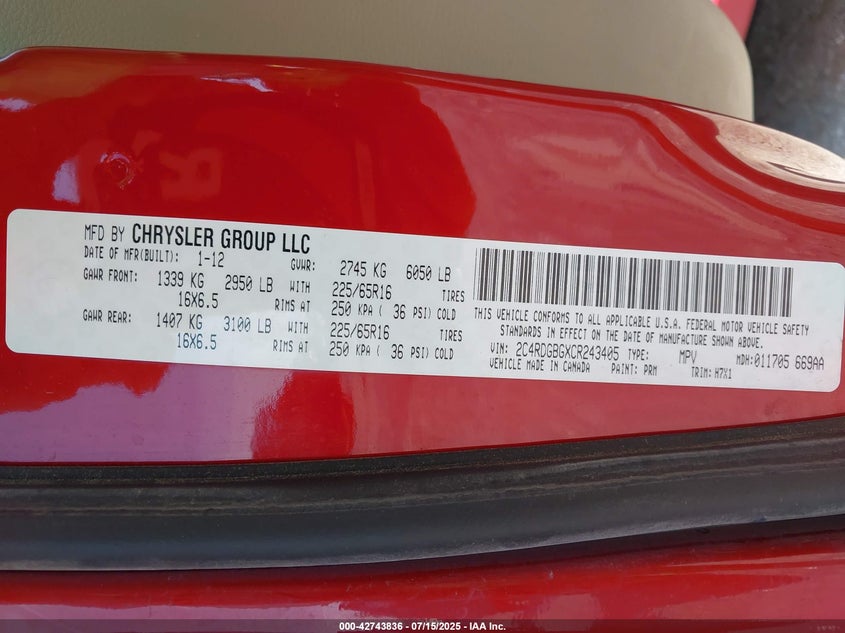 MFD BY CHRYSLER GROUP LLC
DATE OF MFR(BUILT): 1-12 GVWR: 2745 KG 6050 LB
GAWR FRONT: 1339 KG 2950 LB WITH 225/65R16 TIRES
16X6.5 RIMS AT 250 KPA ( 36 PSI) COLD
GAWR REAR: 1407 KG 3100 LB WITH 225/65R16 TIRES
16X6.5 RIMS AT 250 KPA ( 36 PSI) COLD
THIS VEHICLE CONFORMS TO ALL APPLICABLE U.S.A. FEDERAL MOTOR VEHICLE SAFETY
STANDARDS IN EFFECT ON THE DATE OF MANUFACTURE SHOWN ABOVE.
VIN: 2C4RDGBGXCR243405 TYPE: MPV MDH: 011705 669AA
VEHICLE MADE IN CANADA PAINT: PRM TRIM: H7X1
000-42743836 - 07/15/2025 - IAA Inc.